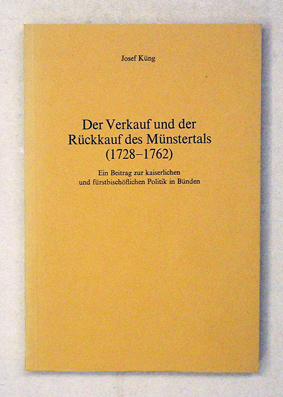 Josef Küng
Der Verkauf und der
Rückkauf des Münstertals
(1728–1762)
Ein Beitrag zur kaiserlichen
und fürstbischöflichen Politik in Bünden